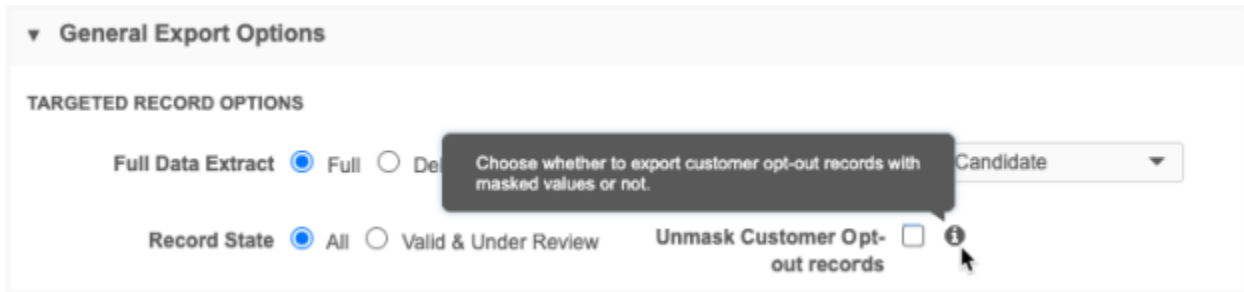 General Export Options
TARGETED RECORD OPTIONS
Full Data Extract Full Del Candidate
Choose whether to export customer opt-out records with
masked values or not.
Record State All Valid & Under Review Unmask Customer Opt-
out records